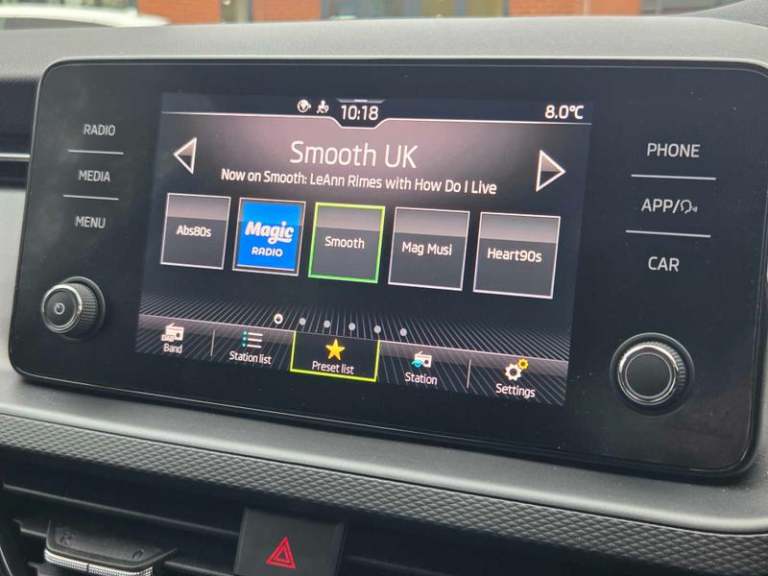 10:18
8.0°C
RADIO
MEDIA
MENU
Smooth UK
Now on Smooth: LeAnn Rimes with How Do I Live
Abs80s
Magic
RADIO
Smooth
Mag Musi
Heart90s
Band
Station list
Preset list
Station
Settings
PHONE
APP/
CAR